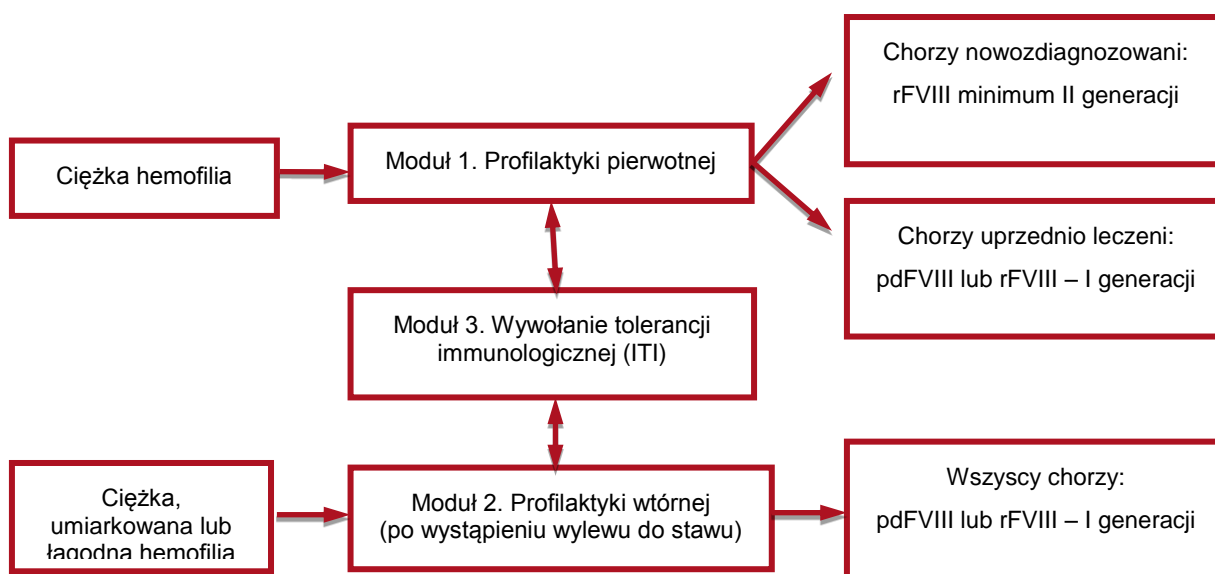 Chorzy nowozdiagnozowani:
rFVIII minimum II generacji
Ciężka hemofilia
Moduł 1. Profilaktyki pierwotnej
Chorzy uprzednio leczeni:
pdFVIII lub rFVIII – I generacji
Moduł 3. Wywołanie tolerancji
immunologicznej (ITI)
Ciężka,
umiarkowana lub
łagodna hemofilia
Moduł 2. Profilaktyki wtórnej
(po wystąpieniu wylewu do stawu)
Wszyscy chorzy:
pdFVIII lub rFVIII – I generacji